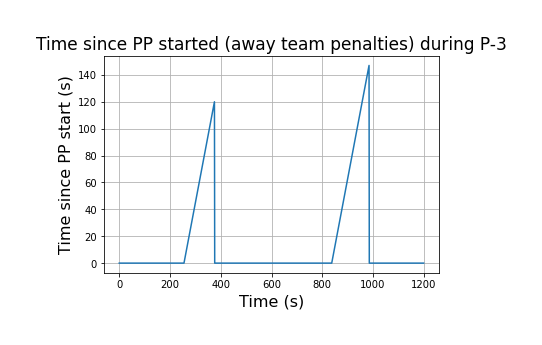 Time since PP started (away team penalties) during P-3
Time since PP start (s)
140
120
100
80
60
40
20
0
0 200 400 600 800 1000 1200
Time (s)